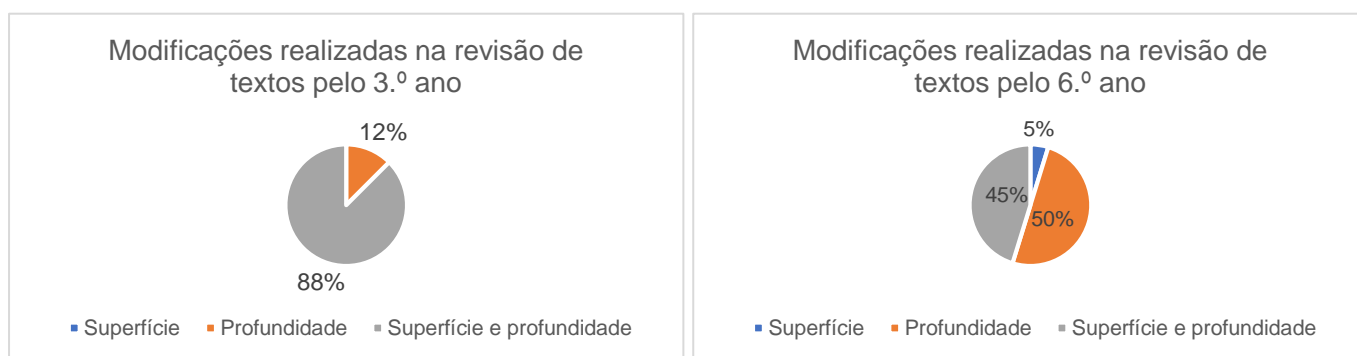 Modificações realizadas na revisão de
textos pelo 3.º ano
12%
88%
Superfície Profundidade Superfície e profundidade
Modificações realizadas na revisão de
textos pelo 6.º ano
5%
45%
50%
Superfície Profundidade Superfície e profundidade